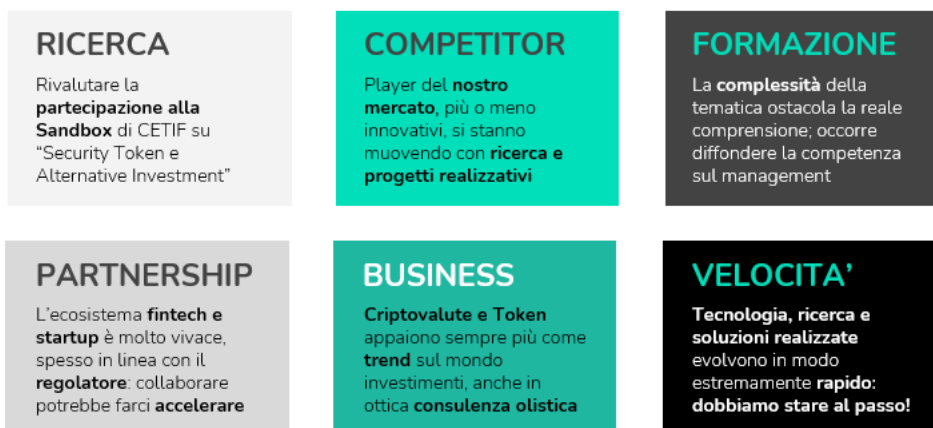 RICERCA
Rivalutare la
partecipazione alla
Sandbox di CETIF su
“Security Token e
Alternative Investment”
COMPETITOR
Player del nostro
mercato, più o meno
innovativi, si stanno
muovendo con ricerca e
progetti realizzativi
FORMAZIONE
La complessità della
tematica ostacola la reale
comprensione; occorre
diffondere la competenza
sul management
PARTNERSHIP
L’ecosistema fintech e
startup è molto vivace,
spesso in linea con il
regolatore: collaborare
potrebbe farci accelerare
BUSINESS
Criptovalute e Token
appaiono sempre più come
trend sul mondo
investimenti, anche in
ottica consulenza olistica
VELOCITA’
Tecnologia, ricerca e
soluzioni realizzate
evolvono in modo
estremamente rapido:
dobbiamo stare al passo!